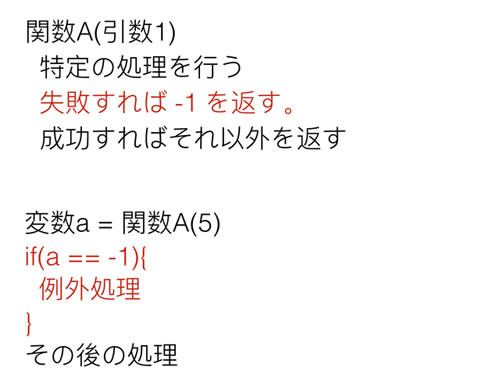 関数A(引数1)
特定の処理を行う
失敗すれば -1 を返す。
成功すればそれ以外を返す
変数a = 関数A(5)
if(a == -1){
例外処理
}
その後の処理